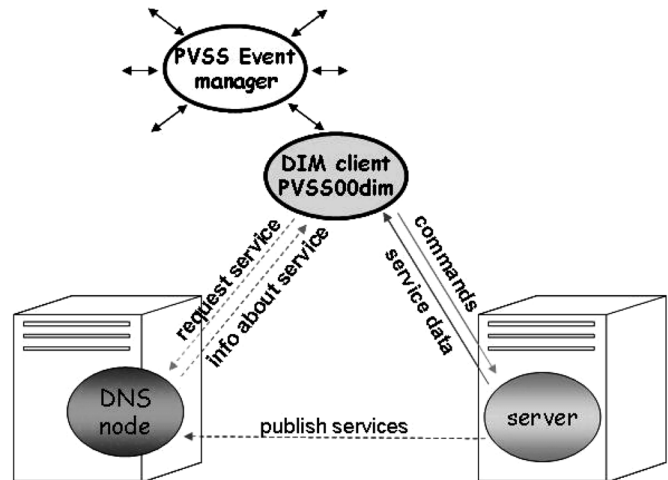 PVSS Event
manager
DIM client
PVSS00dim
request service
info about service
commands
service data
DNS
node
publish services
server